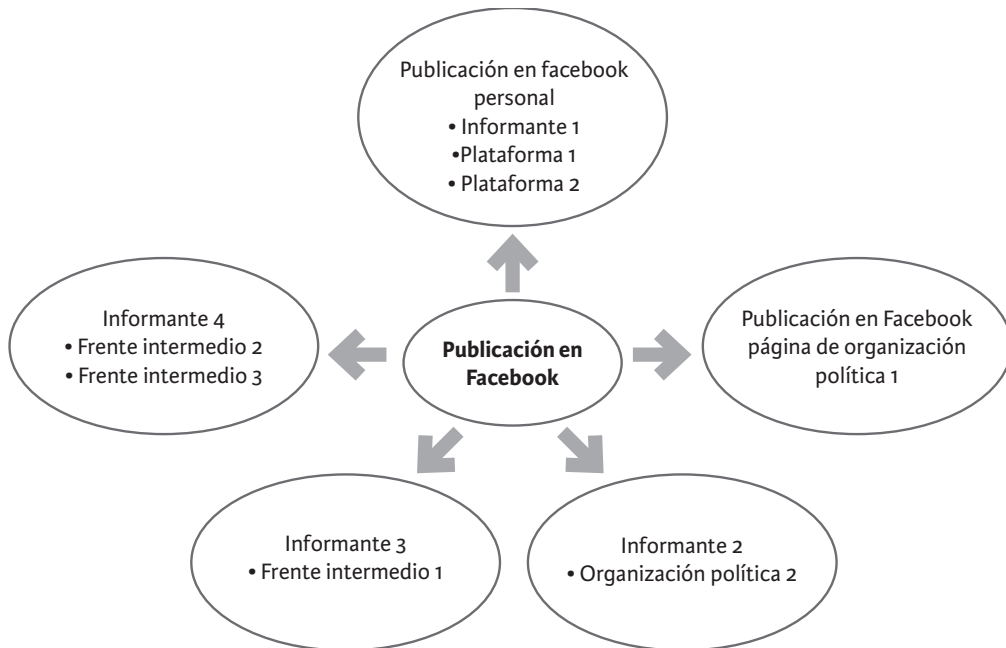 Publicación en facebook
personal
• Informante 1
•Plataforma 1
• Plataforma 2
Informante 4
• Frente intermedio 2
• Frente intermedio 3
Publicación en
Facebook
Publicación en Facebook
página de organización
política 1
Informante 3
• Frente intermedio 1
Informante 2
• Organización política 2